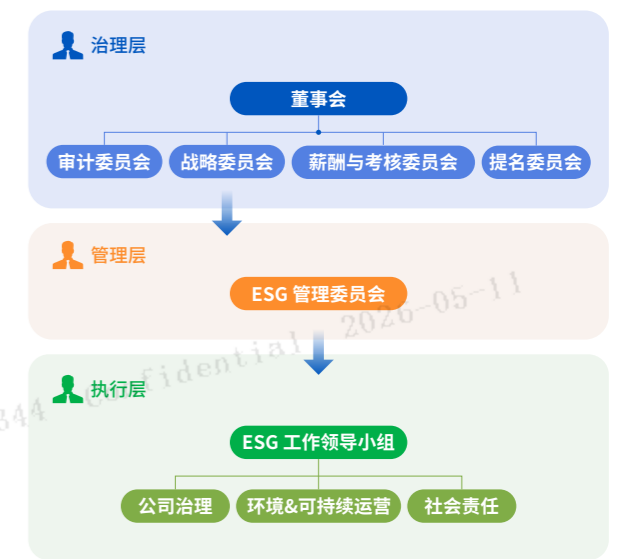 治理层
董事会
审计委员会 战略委员会 薪酬与考核委员会 提名委员会
管理层
ESG 管理委员会
344 Confidential 2026-05-11
执行层
ESG 工作领导小组
公司治理 环境&可持续运营 社会责任